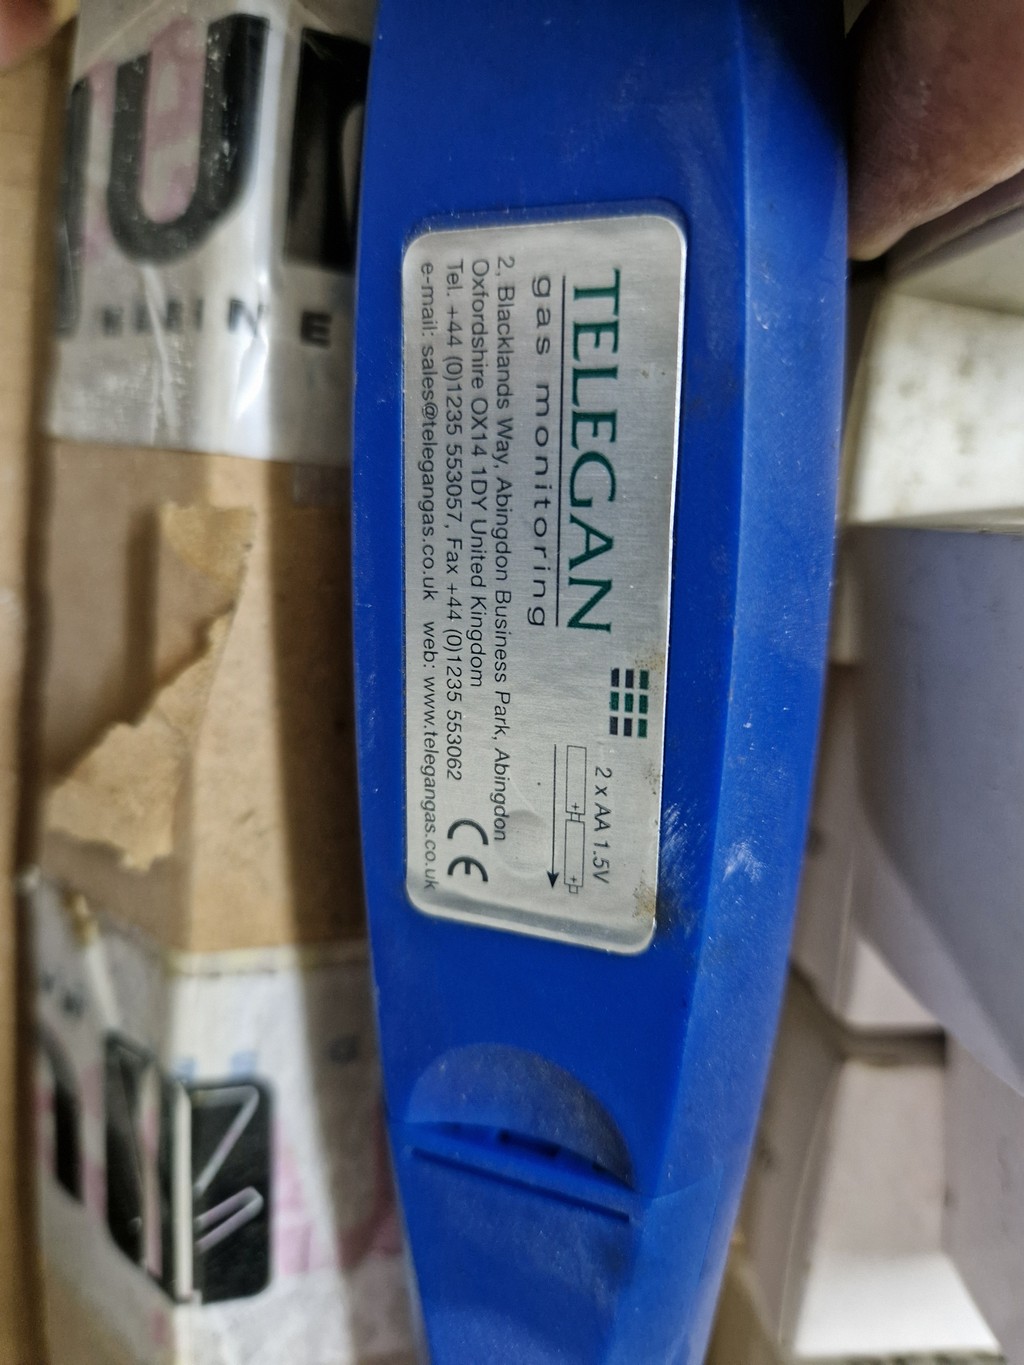 TELEGAN
gas monitoring
2 x AA 1.5V
+ +
2, Blacklands Way, Abingdon Business Park, Abingdon
Oxfordshire OX14 1DY United Kingdom
Tel. +44 (0)1235 553057, Fax +44 (0)1235 553062
e-mail: sales@telegangas.co.uk web: www.telegangas.co.uk
CE